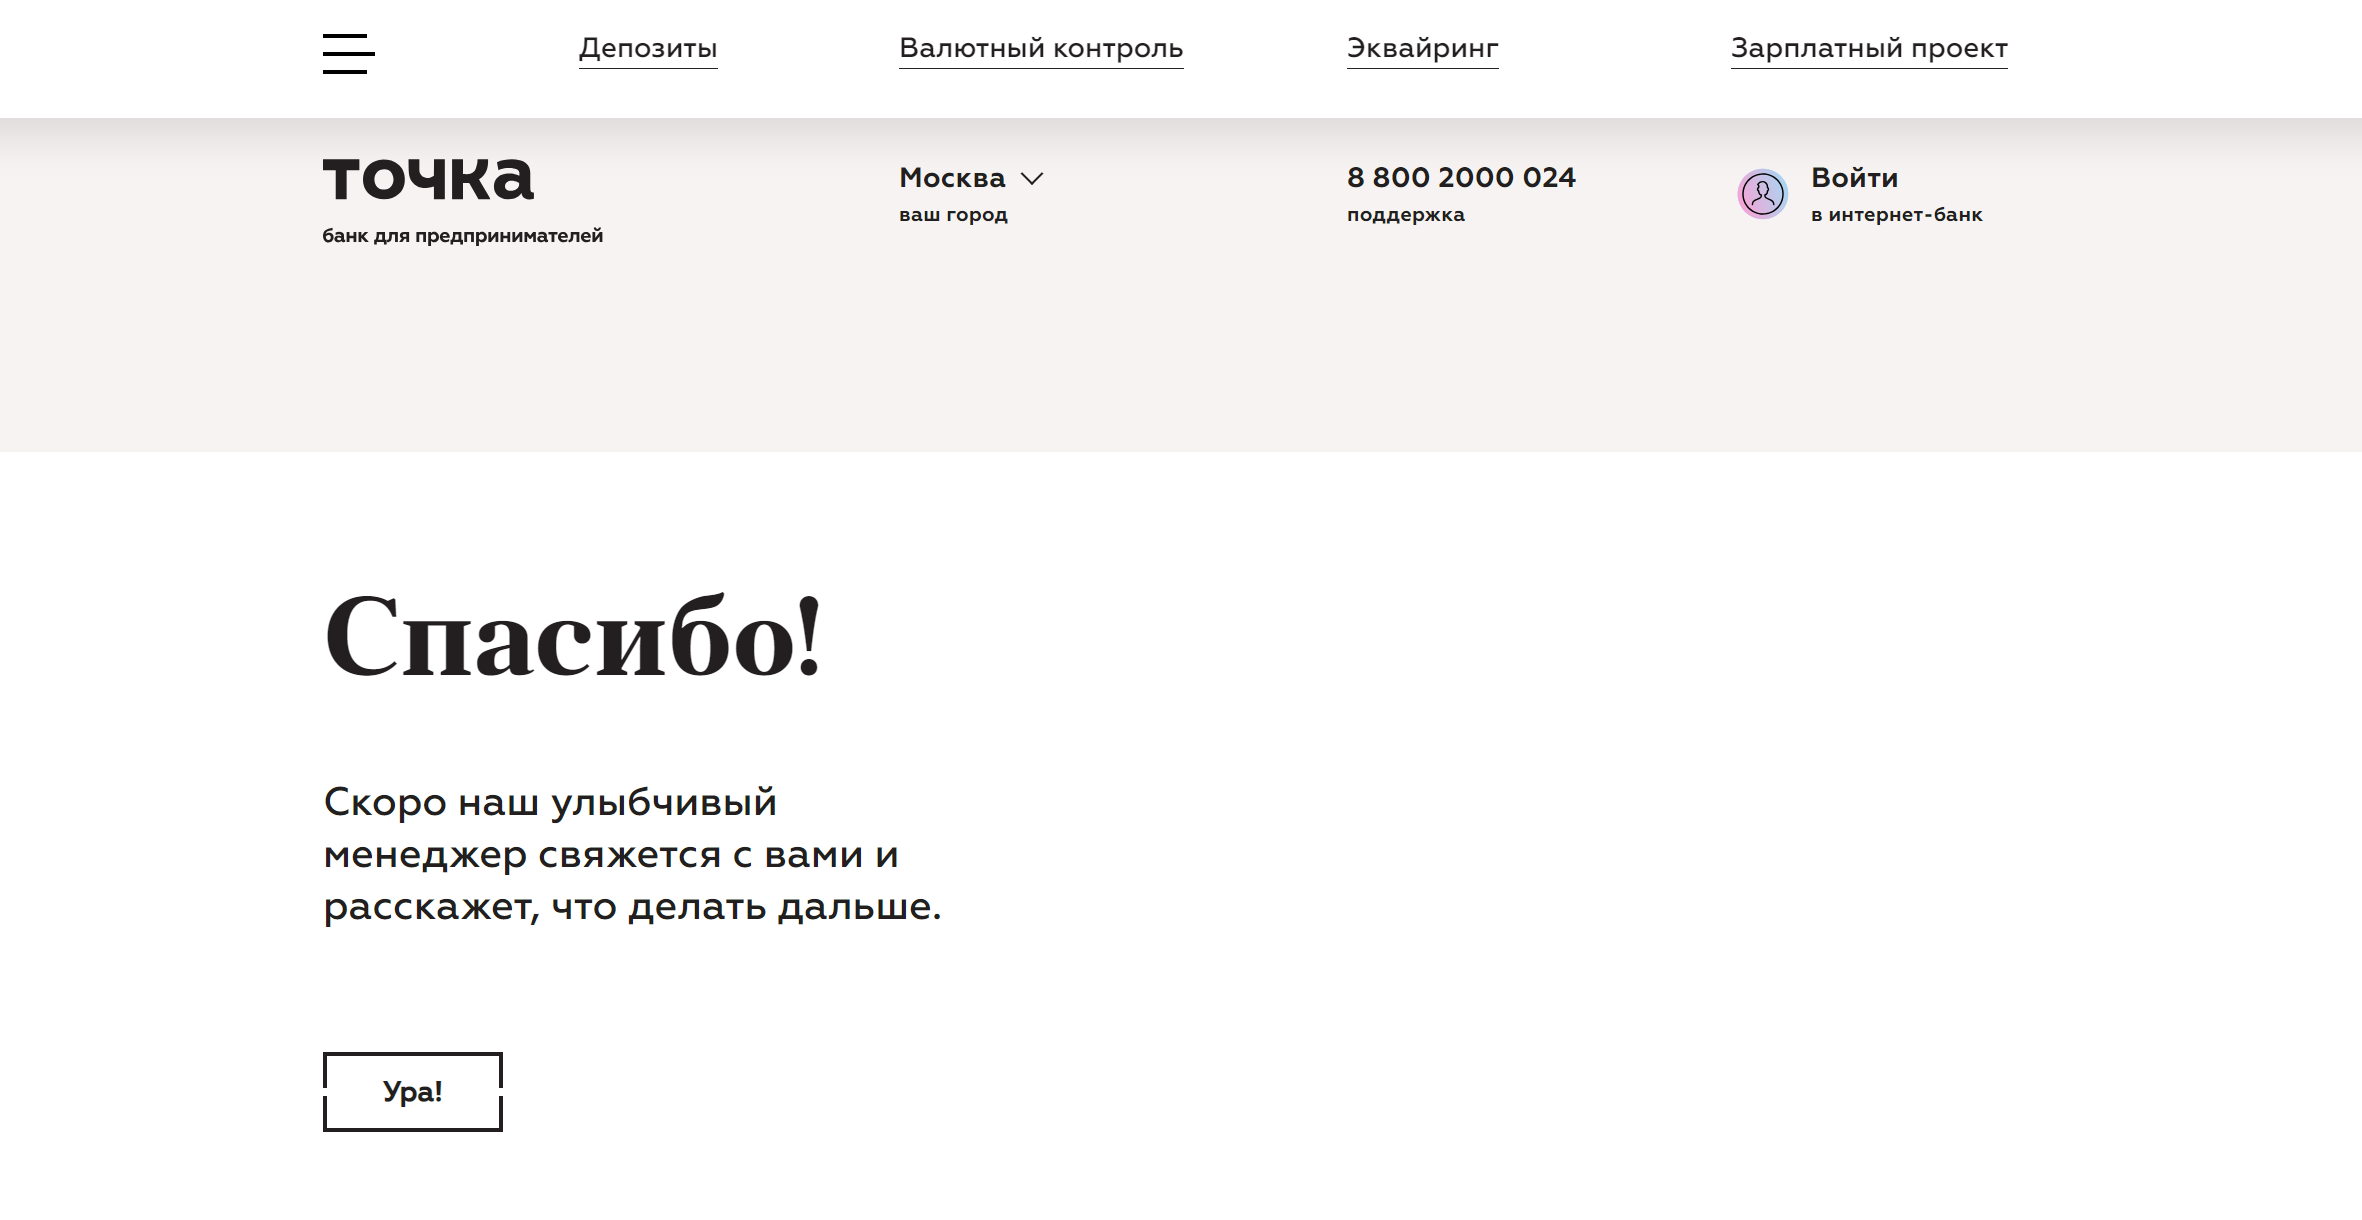 Депозиты
Валютный контроль
Эквайринг
Зарплатный проект
точка
банк для предпринимателей
Москва
ваш город
8 800 2000 024
поддержка
Войти
в интернет-банк
Спасибо!
Скоро наш улыбчивый
менеджер свяжется с вами и
расскажет, что делать дальше.
Ура!